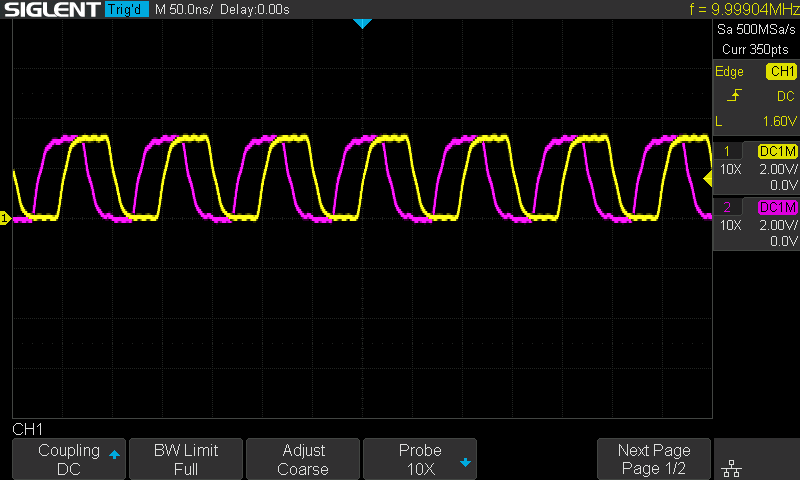 SIGLENT Trig'd M 50.0ns/ Delay:0.00s f = 9.99904MHz
Sa 500MSa/s
Curr 350pts
Edge CH1
DC
L 1.60V
1 DC1M
10X 2.00V/
0.0V
2 DC1M
10X 2.00V/
0.0V
1
CH1
Coupling
DC
BW Limit
Full
Adjust
Coarse
Probe
10X
Next Page
Page 1/2